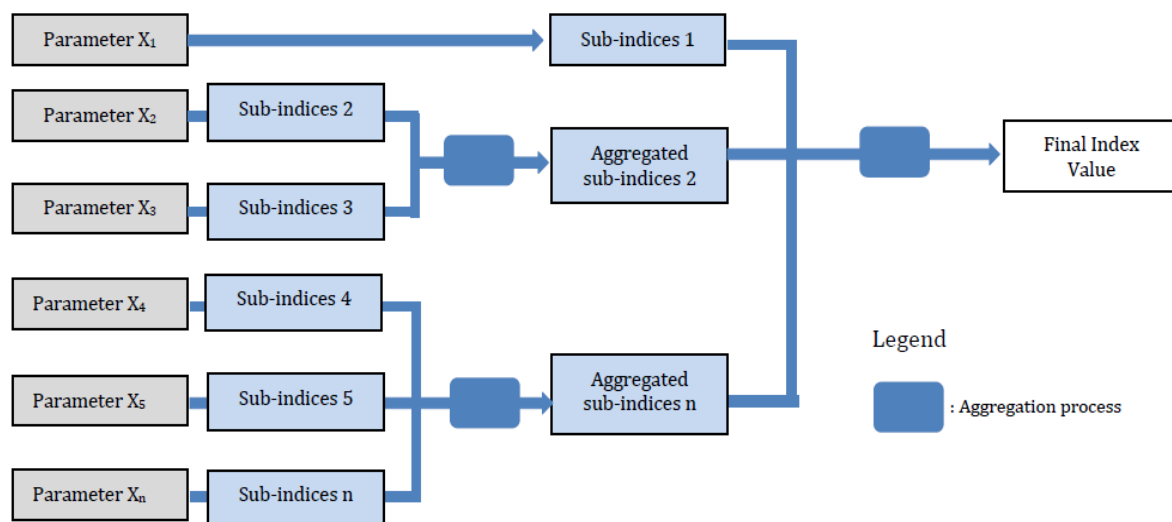 Parameter X₁
Sub-indices 1
Parameter X₂
Sub-indices 2
Aggregated
sub-indices 2
Final Index
Value
Parameter X₃
Sub-indices 3
Parameter X₄
Sub-indices 4
Legend
Parameter X₅
Sub-indices 5
Aggregated
sub-indices n
: Aggregation process
Parameter Xₙ
Sub-indices n